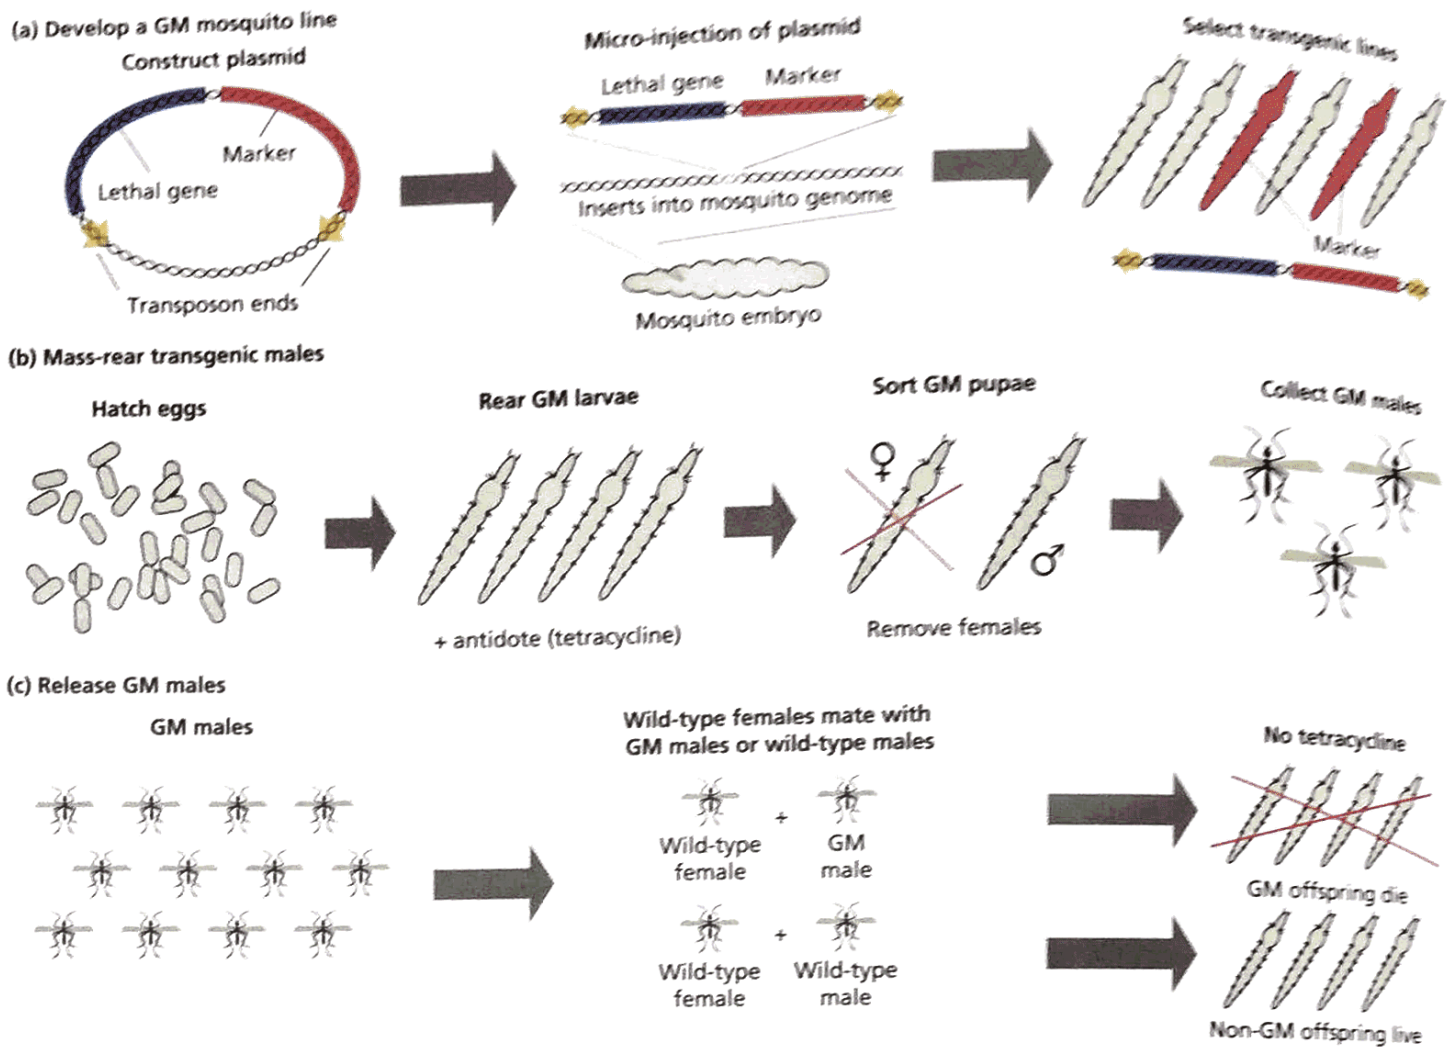 (a) Develop a GM mosquito line
Construct plasmid
Lethal gene
Marker
Transposon ends
Micro-injection of plasmid
Lethal gene
Marker
Inserts into mosquito genome
Mosquito embryo
Select transgenic lines
Marker
(b) Mass-rear transgenic males
Hatch eggs
Rear GM larvae
+ antidote (tetracycline)
Sort GM pupae
♀
♂
Remove females
Collect GM males
(c) Release GM males
GM males
Wild-type females mate with
GM males or wild-type males
Wild-type
female
+
GM
male
Wild-type
female
+
Wild-type
male
No tetracycline
GM offspring die
Non-GM offspring live